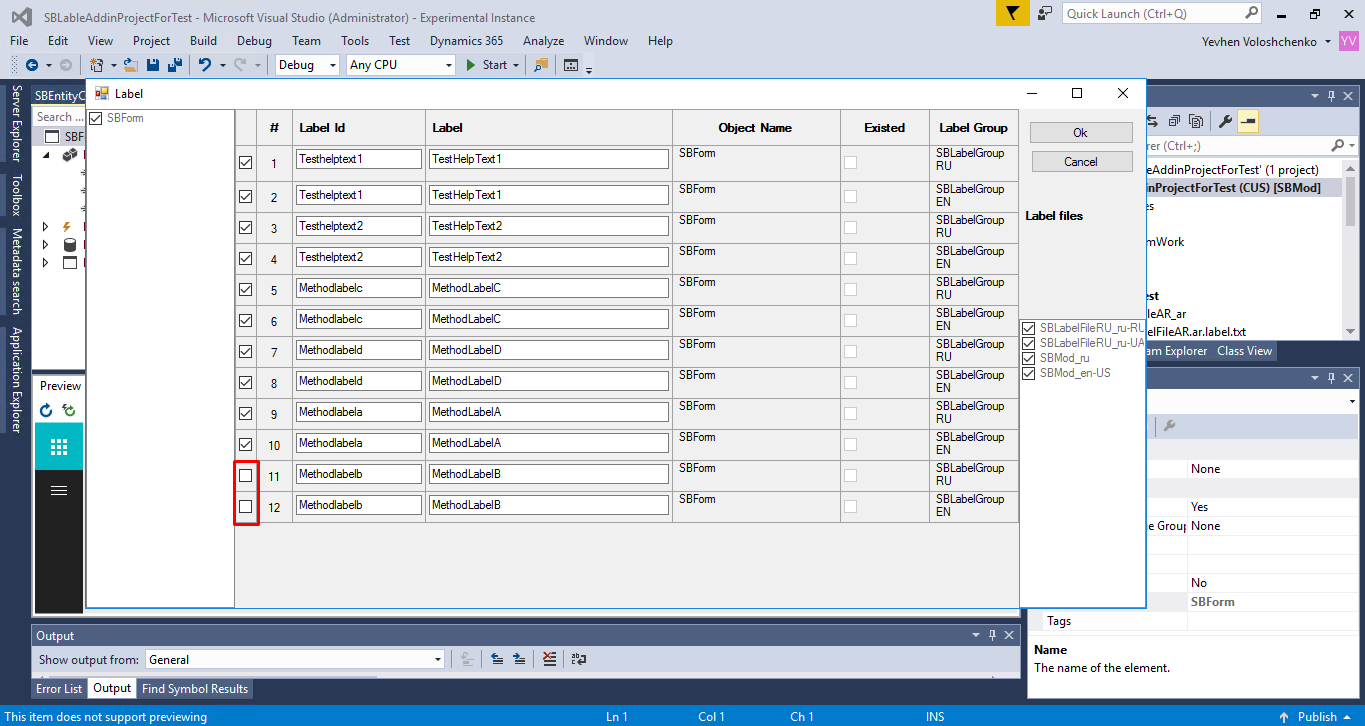 SBLableAddinProjectForTest - Microsoft Visual Studio (Administrator) - Experimental Instance
Quick Launch (Ctrl+Q)
File Edit View Project Build Debug Team Tools Test Dynamics 365 Analyze Window Help
Yevhen Voloshchenko YV
Debug Any CPU Start
Server Explorer
Toolbox
Metadata search
Application Explorer
SBEntityC
Search ...
SBF
Preview
Label
SBForm
# Label Id Label Object Name Existed Label Group
1 Testhelptext1 TestHelpText1 SBForm SBLabelGroup
RU
2 Testhelptext1 TestHelpText1 SBForm SBLabelGroup
EN
3 Testhelptext2 TestHelpText2 SBForm SBLabelGroup
RU
4 Testhelptext2 TestHelpText2 SBForm SBLabelGroup
EN
5 Methodlabelc MethodLabelC SBForm SBLabelGroup
RU
6 Methodlabelc MethodLabelC SBForm SBLabelGroup
EN
7 Methodlabeld MethodLabelD SBForm SBLabelGroup
RU
8 Methodlabeld MethodLabelD SBForm SBLabelGroup
EN
9 Methodlabela MethodLabelA SBForm SBLabelGroup
RU
10 Methodlabela MethodLabelA SBForm SBLabelGroup
EN
11 Methodlabelb MethodLabelB SBForm SBLabelGroup
RU
12 Methodlabelb MethodLabelB SBForm SBLabelGroup
EN
Ok
Cancel
Label files
SBLabelFileRU_ru-RU
SBLabelFileRU_ru-UA
SBMod_ru
SBMod_en-US
rer (Ctrl+;)
eAddinProjectForTest' (1 project)
nProjectForTest (CUS) [SBMod]
es
mWork
est
ileAR_ar
elFileAR.ar.label.txt
am Explorer Class View
None
Yes
e Group None
No
SBForm
Tags
Name
The name of the element.
Output
Show output from: General
Error List Output Find Symbol Results
This item does not support previewing Ln 1 Col 1 Ch 1 INS Publish